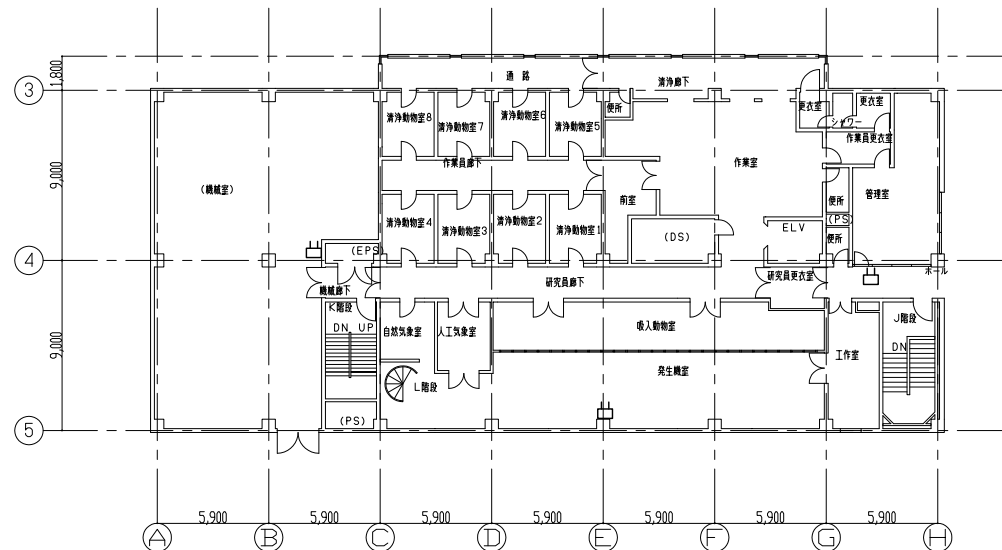 1,800
3
通 路
清浄廊下
便所
更衣室
更衣室
シャワー
作業員更衣室
清浄動物室8
清浄動物室7
清浄動物室6
清浄動物室5
9,000
作業員廊下
作業室
(機械室)
前室
便所
管理室
清浄動物室4
清浄動物室3
清浄動物室2
清浄動物室1
(DS)
ELV
(PS)
便所
(EPS)
4
ホール
機械廊下
研究員廊下
研究員更衣室
K階段
DN UP
自然気象室
人工気象室
吸入動物室
J階段
DN
工作室
9,000
L階段
発生機室
(PS)
5
5,900
5,900
5,900
5,900
5,900
5,900
5,900
A
B
C
D
E
F
G
H